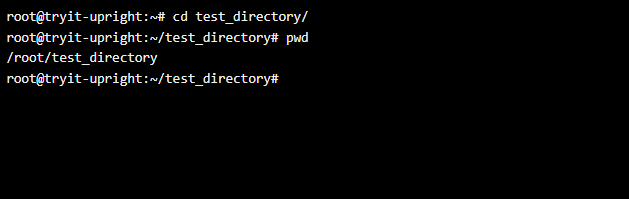 root@tryit-upright:~# cd test_directory/
root@tryit-upright:~/test_directory# pwd
/root/test_directory
root@tryit-upright:~/test_directory#